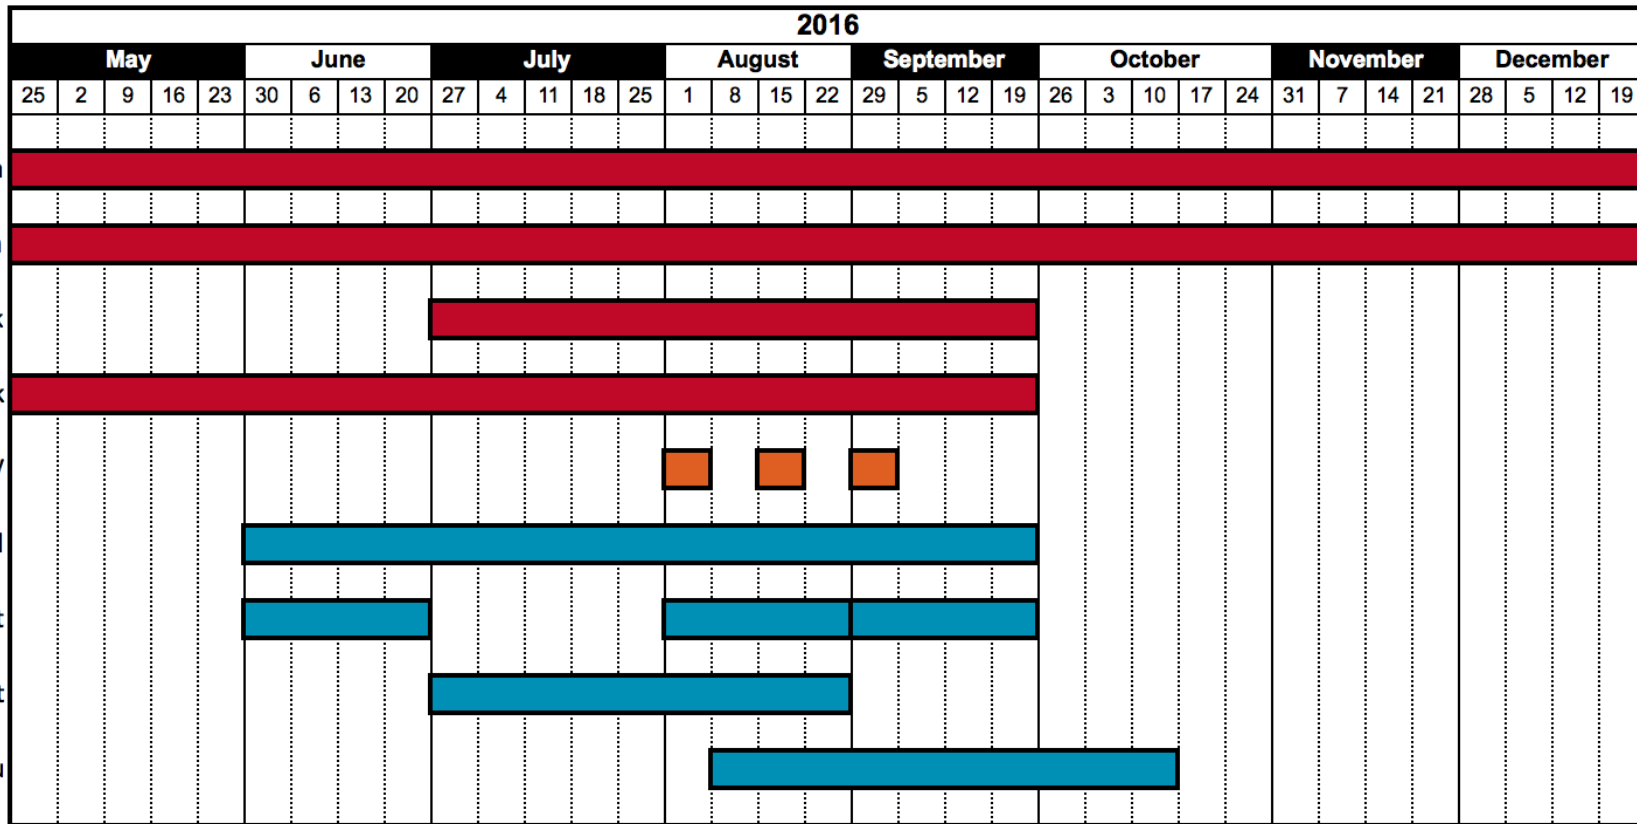 2016
May June July August September October November December
25 2 9 16 23 30 6 13 20 27 4 11 18 25 1 8 15 22 29 5 12 19 26 3 10 17 24 31 7 14 21 28 5 12 19
k
k
l
t
t